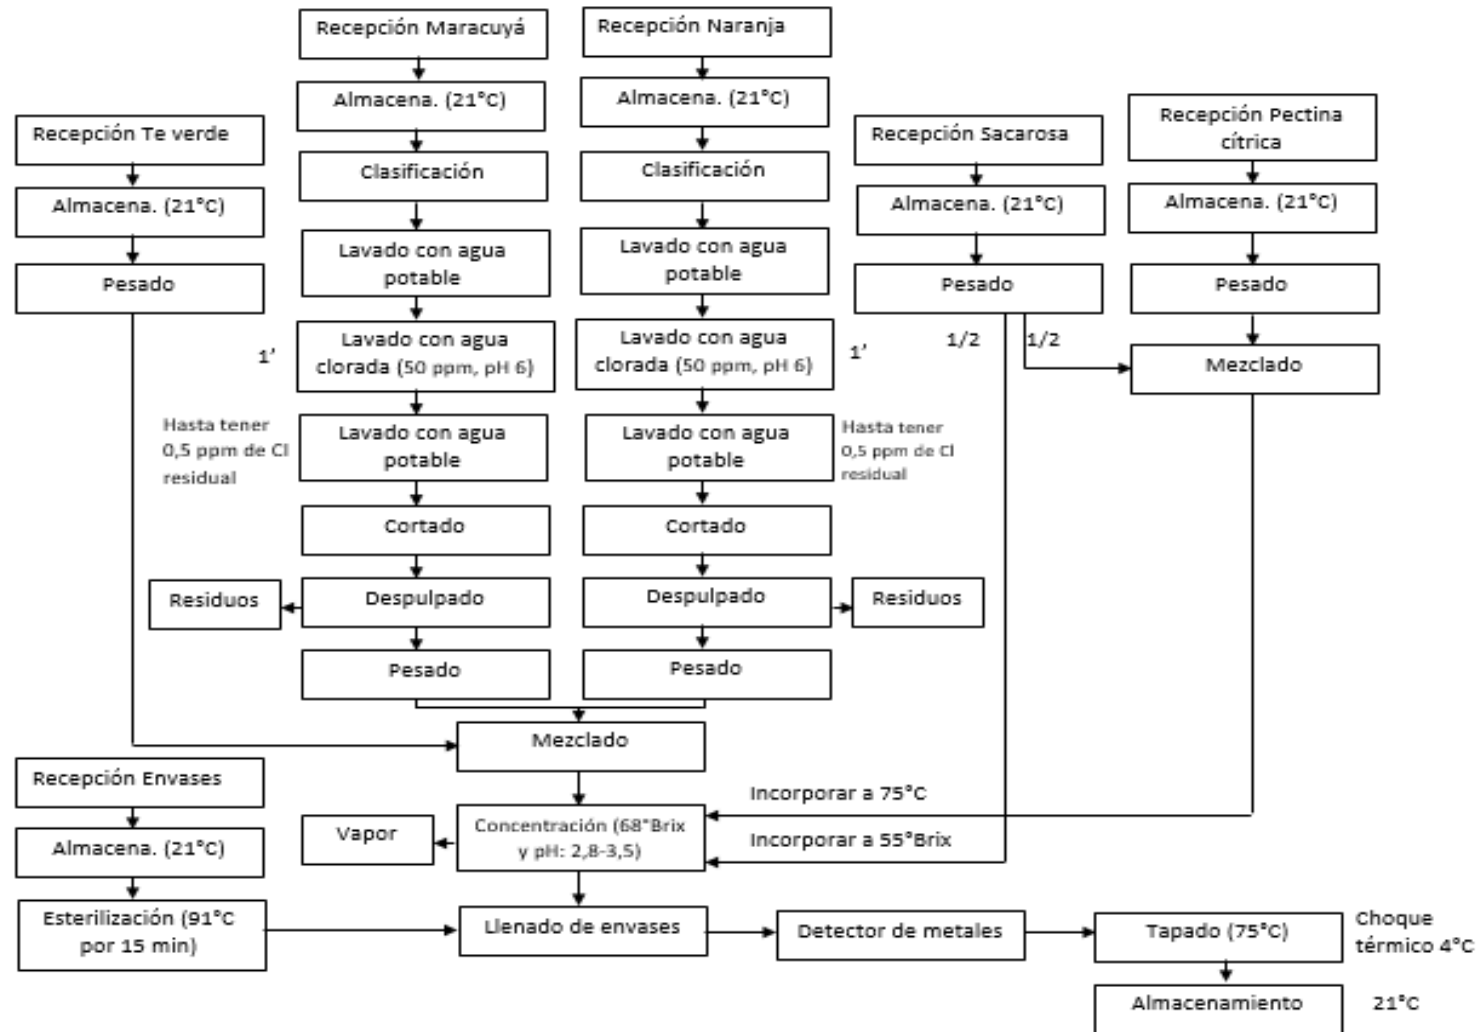 Recepción Maracuyá
Recepción Naranja
Almacena. (21°C)
Almacena. (21°C)
Recepción Te verde
Recepción Sacarosa
Recepción Pectina
cítrica
Clasificación
Clasificación
Almacena. (21°C)
Almacena. (21°C)
Almacena. (21°C)
Lavado con agua
potable
Lavado con agua
potable
Pesado
Pesado
Pesado
1’
Lavado con agua
clorada (50 ppm, pH 6)
Lavado con agua
clorada (50 ppm, pH 6)
1’
1/2
1/2
Mezclado
Hasta tener
0,5 ppm de Cl
residual
Lavado con agua
potable
Lavado con agua
potable
Hasta tener
0,5 ppm de Cl
residual
Cortado
Cortado
Residuos
Despulpado
Despulpado
Residuos
Pesado
Pesado
Mezclado
Recepción Envases
Incorporar a 75°C
Vapor
Concentración (68°Brix
y pH: 2,8-3,5)
Incorporar a 55°Brix
Almacena. (21°C)
Esterilización (91°C
por 15 min)
Llenado de envases
Detector de metales
Tapado (75°C)
Choque
térmico 4°C
Almacenamiento
21°C